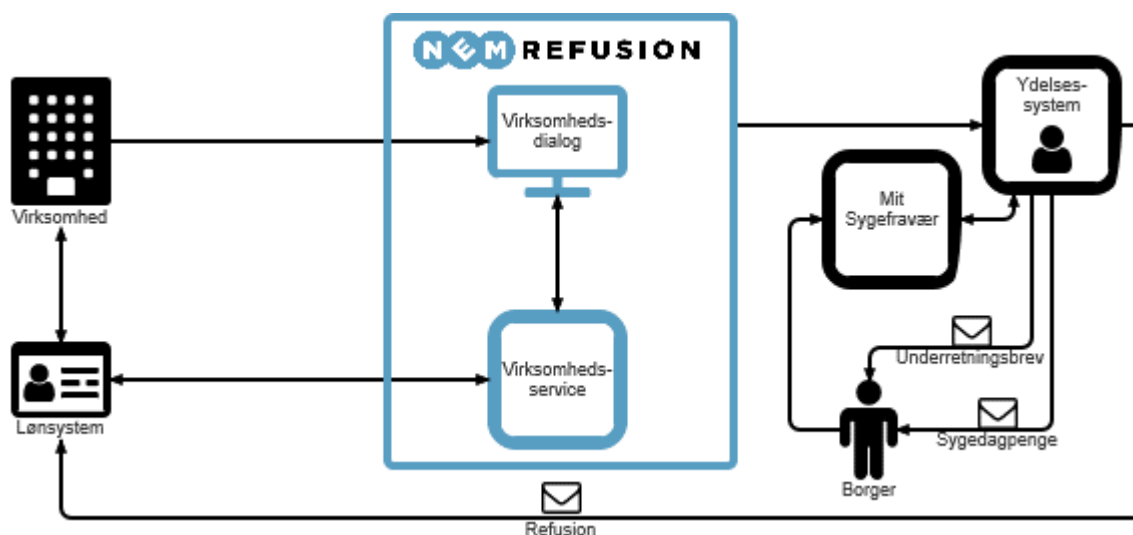 NEM REFUSION
Ydelses-
system
Virksomheds-
dialog
Virksomhed
Mit
Sygefravær
Underretningsbrev
Virksomheds-
service
Lønsystem
Sygedagpenge
Borger
Refusion